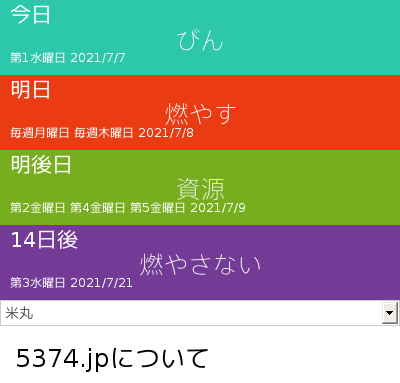 今日
びん
第1水曜日 2021/7/7
明日
燃やす
毎週月曜日 毎週木曜日 2021/7/8
明後日
資源
第2金曜日 第4金曜日 第5金曜日 2021/7/9
14日後
燃やさない
第3水曜日 2021/7/21
米丸
5374.jpについて